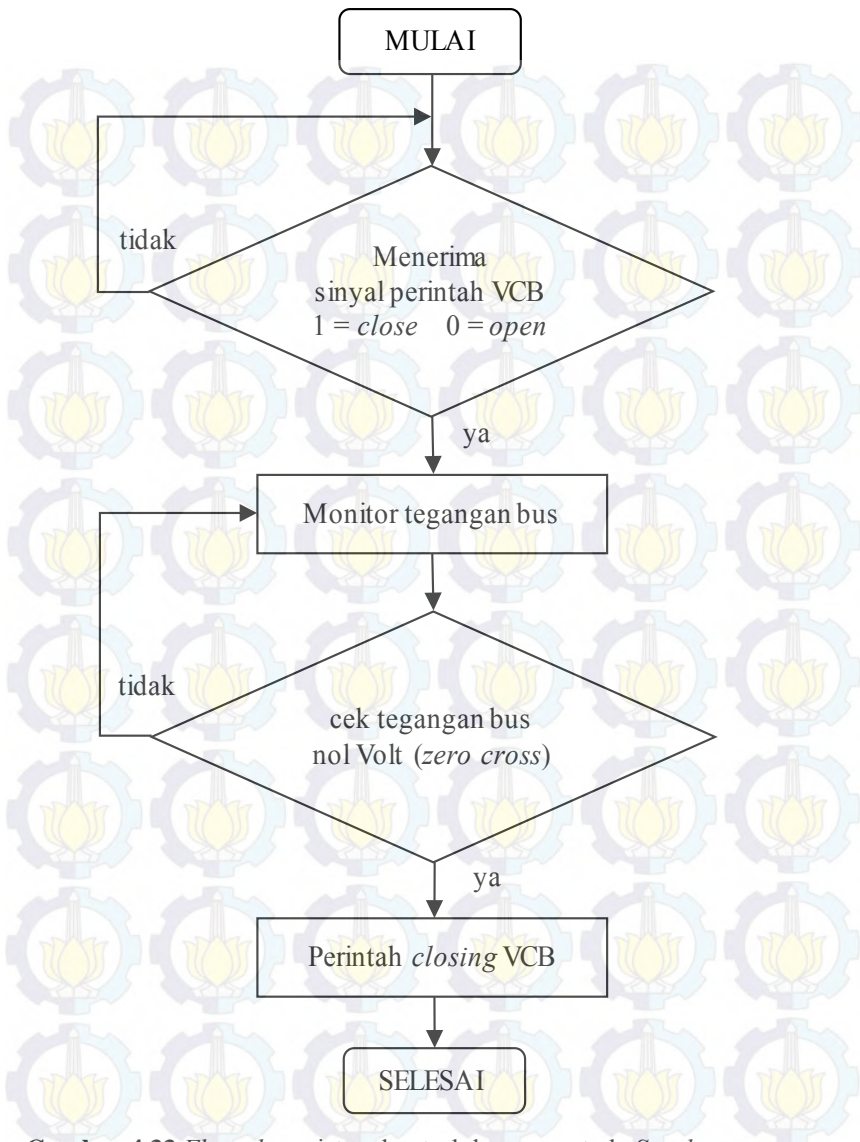 MULAI
tidak
Menerima
sinyal perintah VCB
1 = close 0 = open
ya
Monitor tegangan bus
tidak
cek tegangan bus
nol Volt (zero cross)
ya
Perintah closing VCB
SELESAI